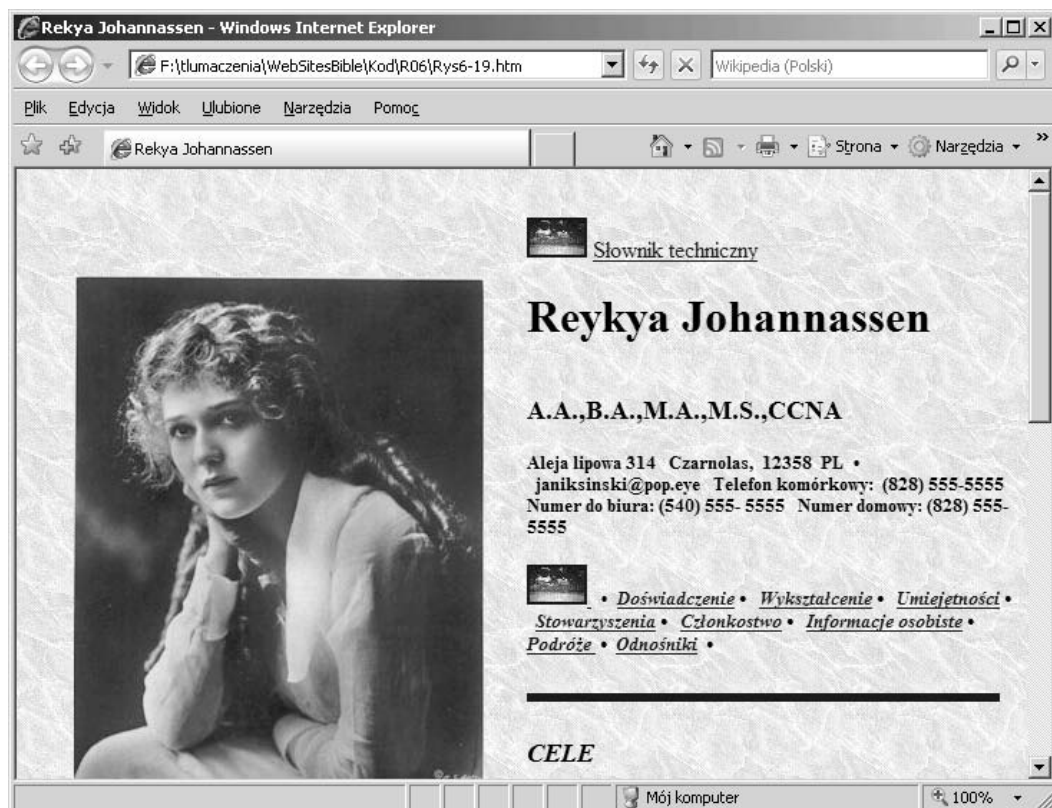 Rekya Johannassen - Windows Internet Explorer
F:\tlumaczenia\WebSitesBible\Kod\R06\Rys6-19.htm
Wikipedia (Polski)
Plik Edycja Widok Ulubione Narzędzia Pomoc
Rekya Johannassen
Strona
Narzędzia
»
Słownik techniczny
Reykya Johannassen
A.A.,B.A.,M.A.,M.S.,CCNA
Aleja lipowa 314 Czarnolas, 12358 PL •
janiksinski@pop.eye Telefon komórkowy: (828) 555-5555
Numer do biura: (540) 555- 5555 Numer domowy: (828) 555-
5555
• Doświadczenie • Wykształcenie • Umiejętności •
Stowarzyszenia • Członkostwo • Informacje osobiste •
Podróże • Odnośniki •
CELE
Mój komputer
100%